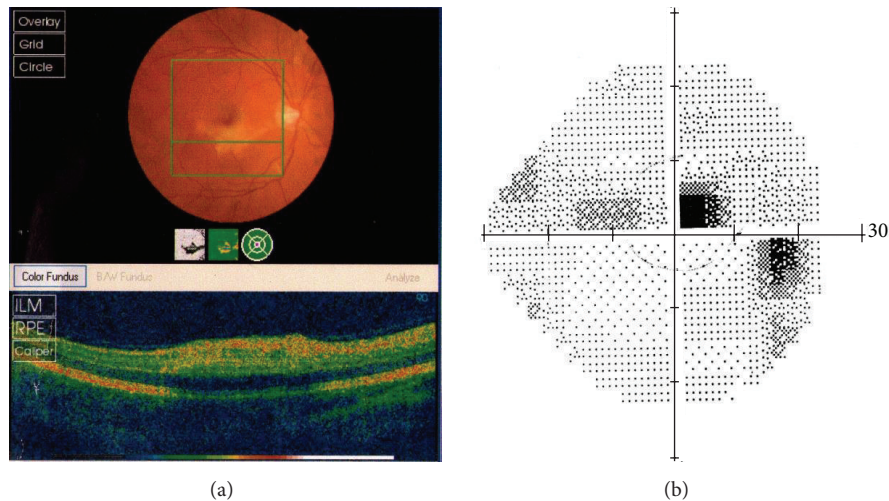 Overlay
Grid
Circle
Color Fundus
B/W Fundus
Analyze
ILM
RPE
Caliper
30
(a)
(b)